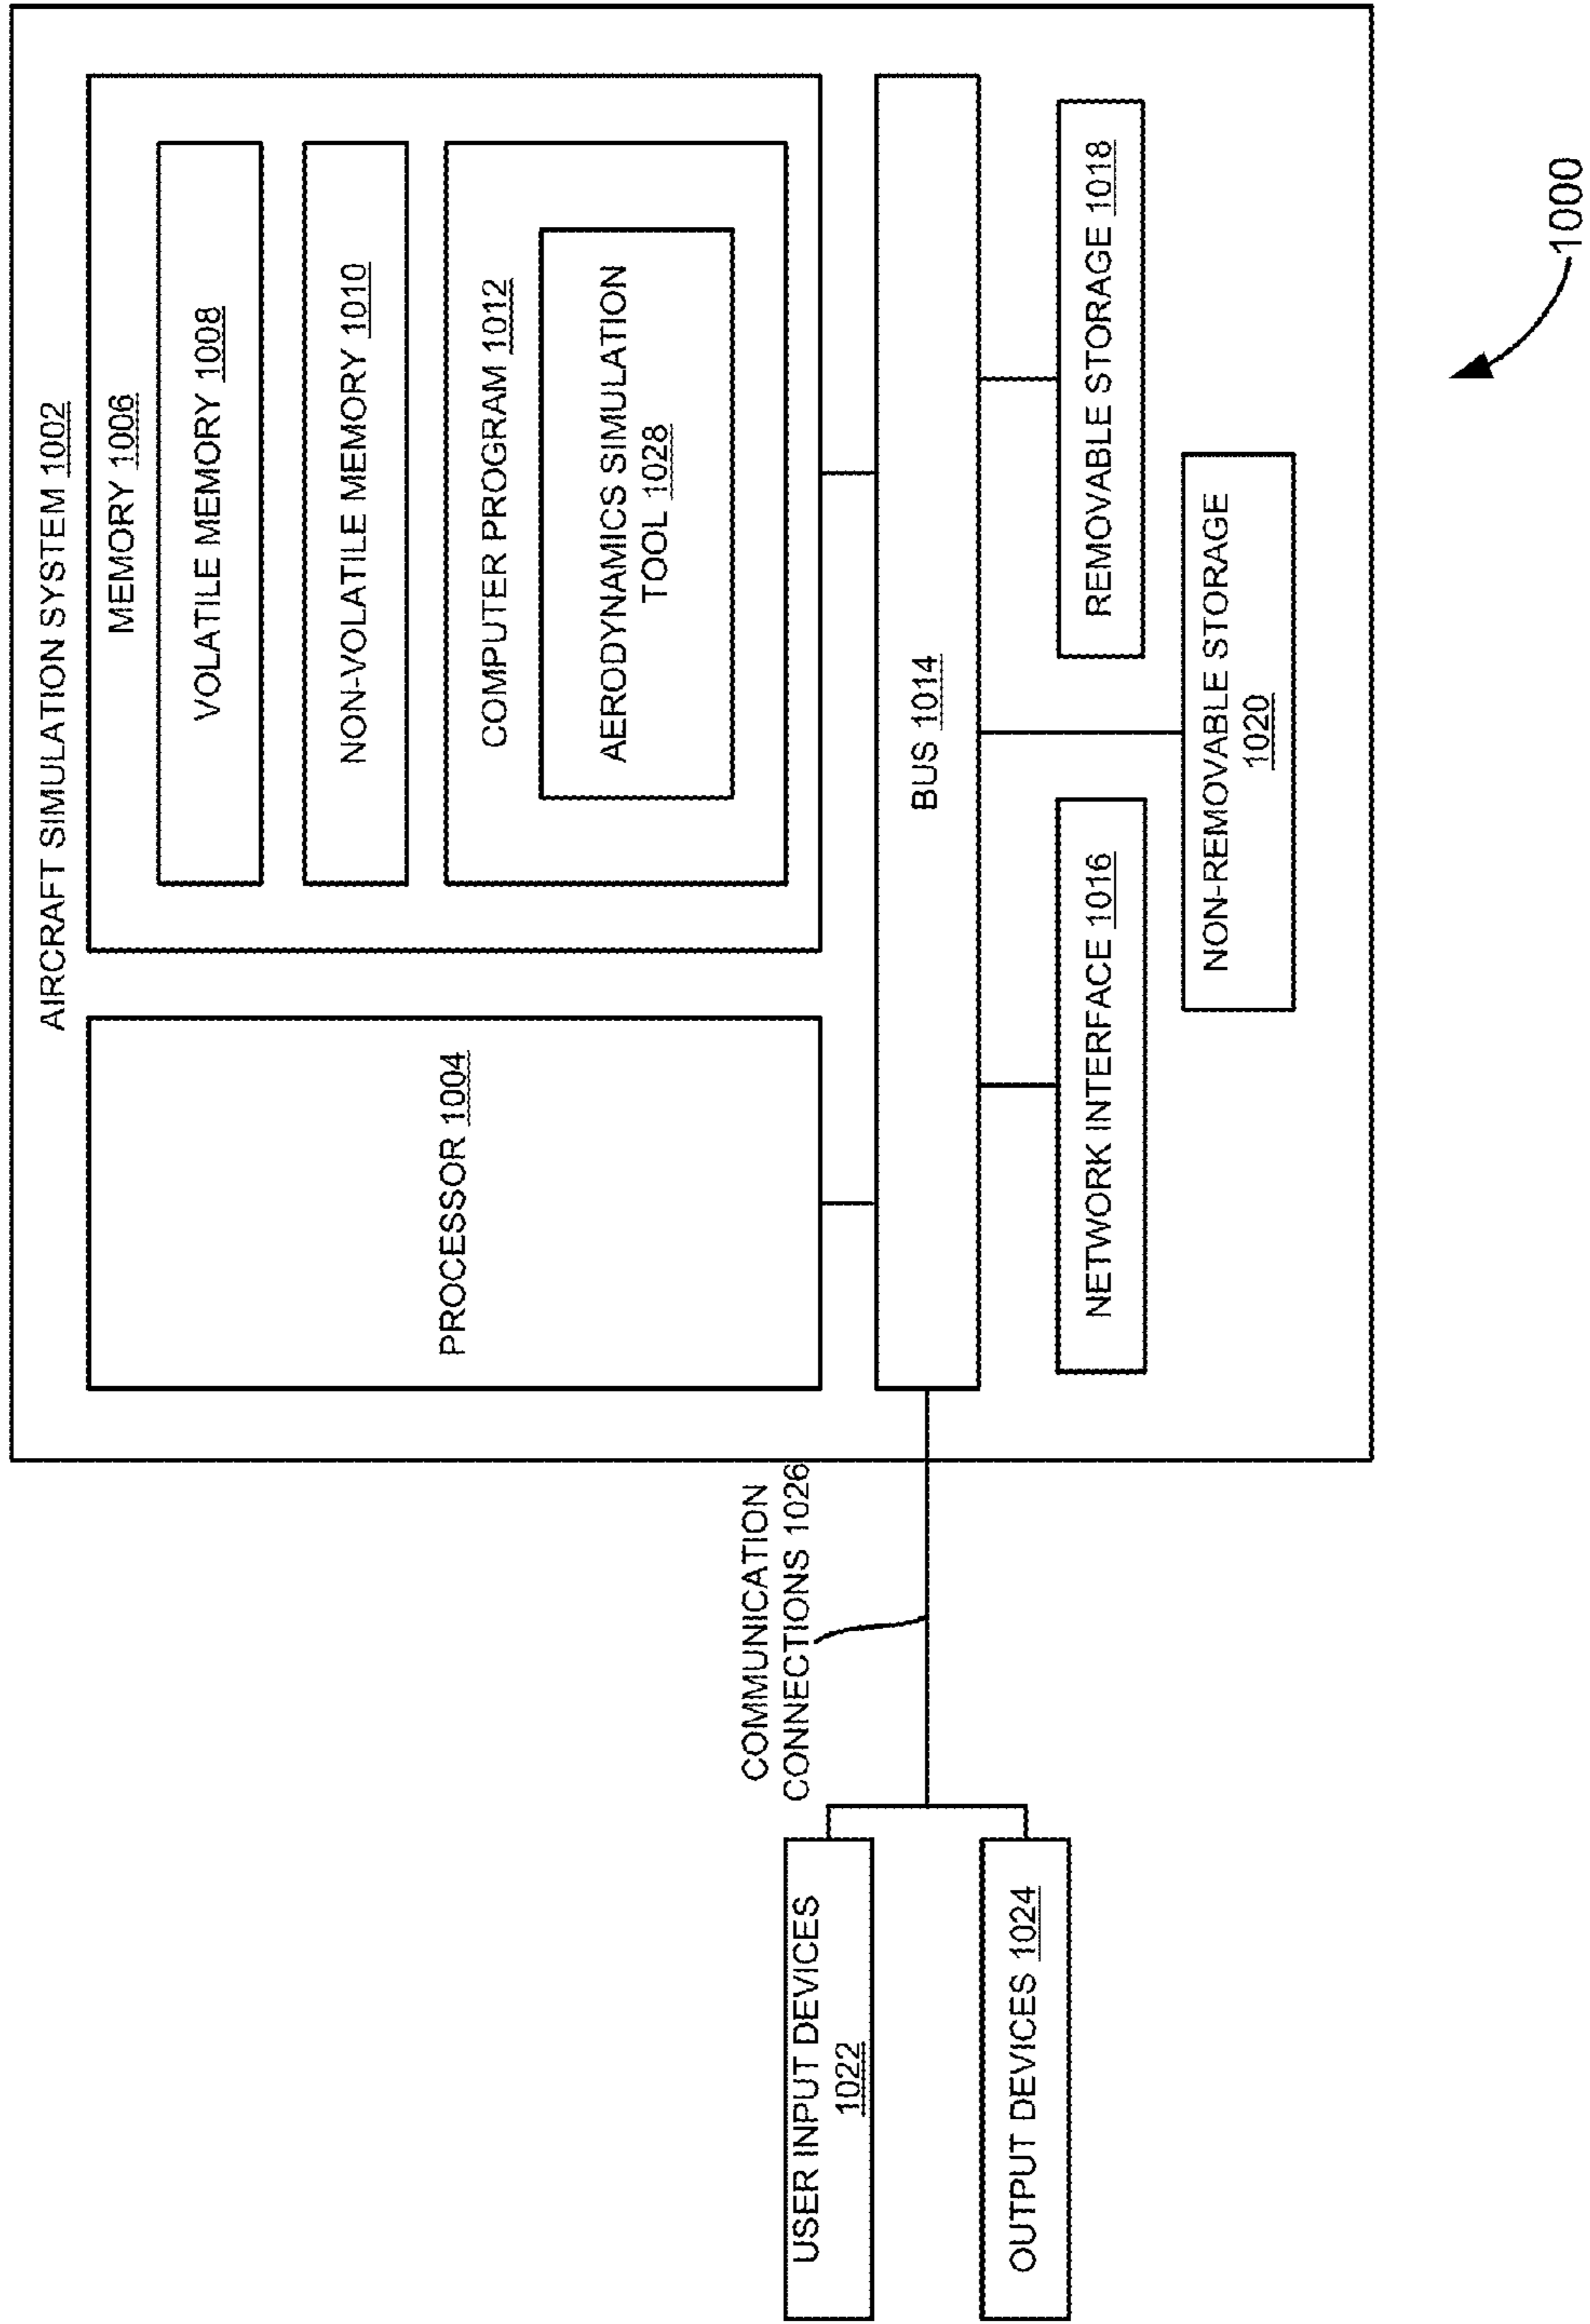 AIRCRAFT SIMULATION SYSTEM 1002
PROCESSOR 1004
MEMORY 1006
VOLATILE MEMORY 1008
NON-VOLATILE MEMORY 1010
COMPUTER PROGRAM 1012
AERODYNAMICS SIMULATION
TOOL 1028
COMMUNICATION
CONNECTIONS 1026
USER INPUT DEVICES
1022
OUTPUT DEVICES 1024
BUS 1014
NETWORK INTERFACE 1016
REMOVABLE STORAGE 1018
NON-REMOVABLE STORAGE
1020
1000